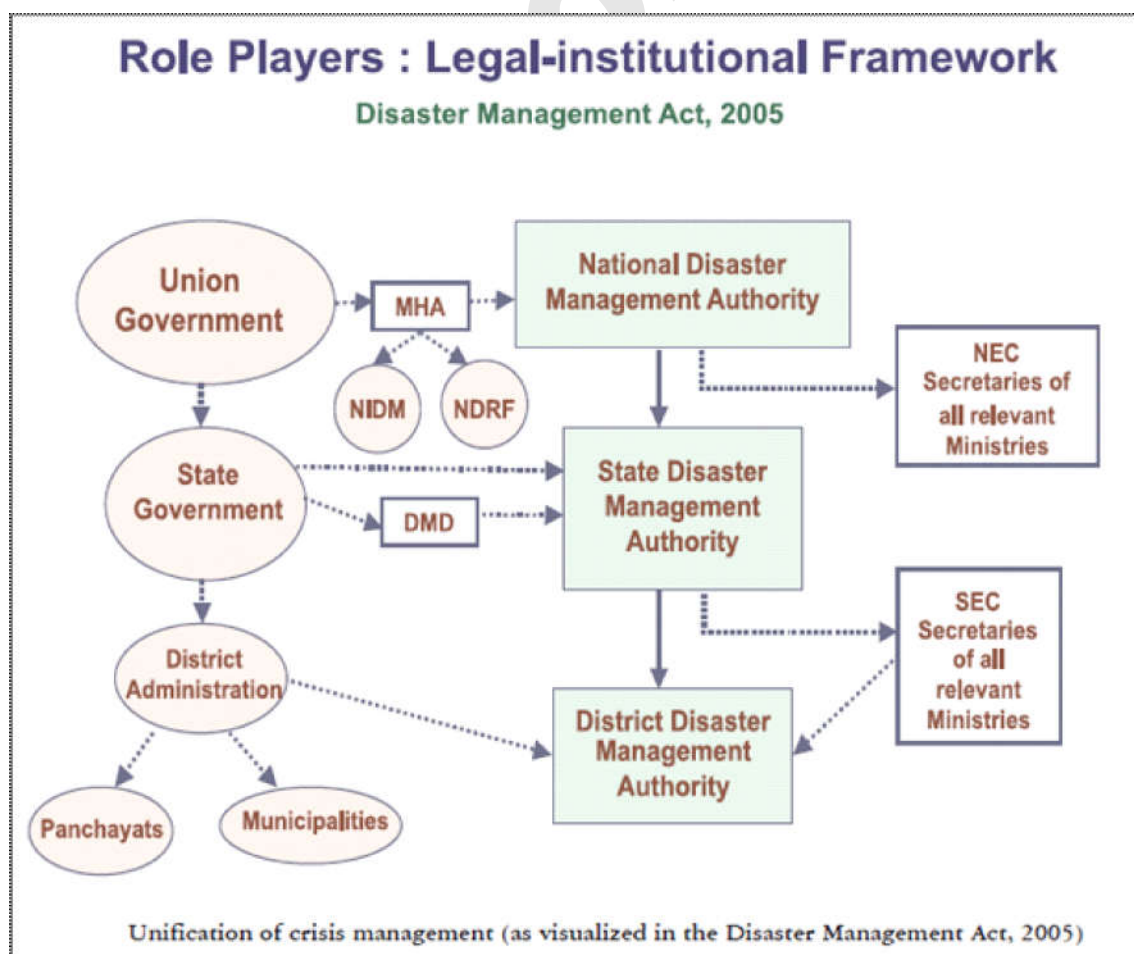 Role Players : Legal-institutional Framework
Disaster Management Act, 2005
Union
Government
MHA
National Disaster
Management Authority
NIDM
NDRF
NEC
Secretaries of
all relevant
Ministries
State
Government
DMD
State Disaster
Management
Authority
SEC
Secretaries
of all
relevant
Ministries
District
Administration
District Disaster
Management
Authority
Panchayats
Municipalities
Unification of crisis management (as visualized in the Disaster Management Act, 2005)